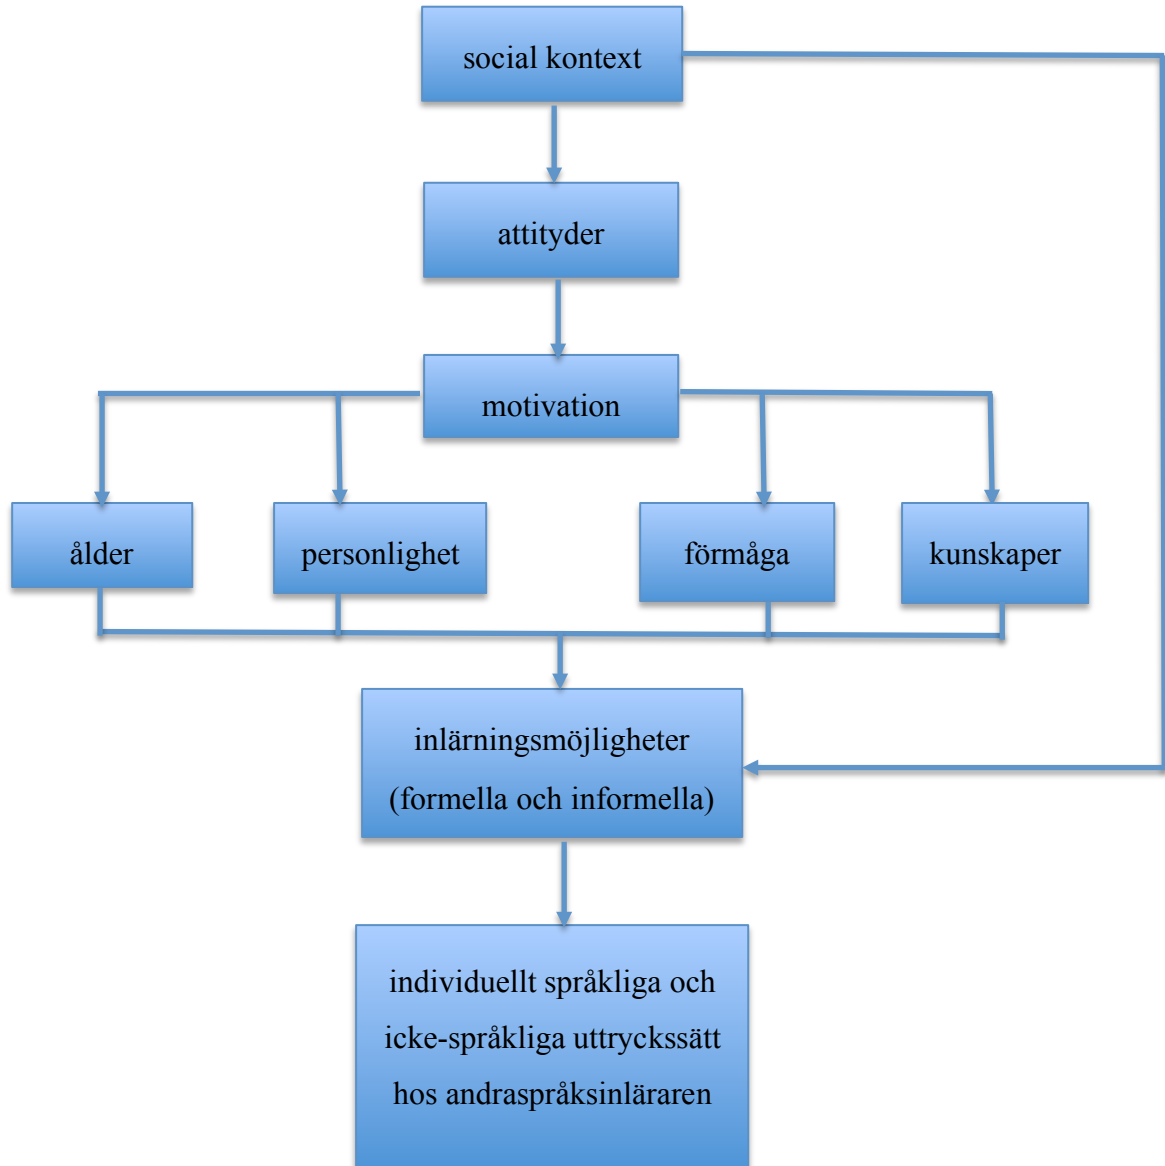 social kontext
attityder
motivation
ålder
personlighet
förmåga
kunskaper
inlärningsmöjligheter
(formella och informella)
individuellt språkliga och
icke-språkliga uttryckssätt
hos andraspråksinläraren